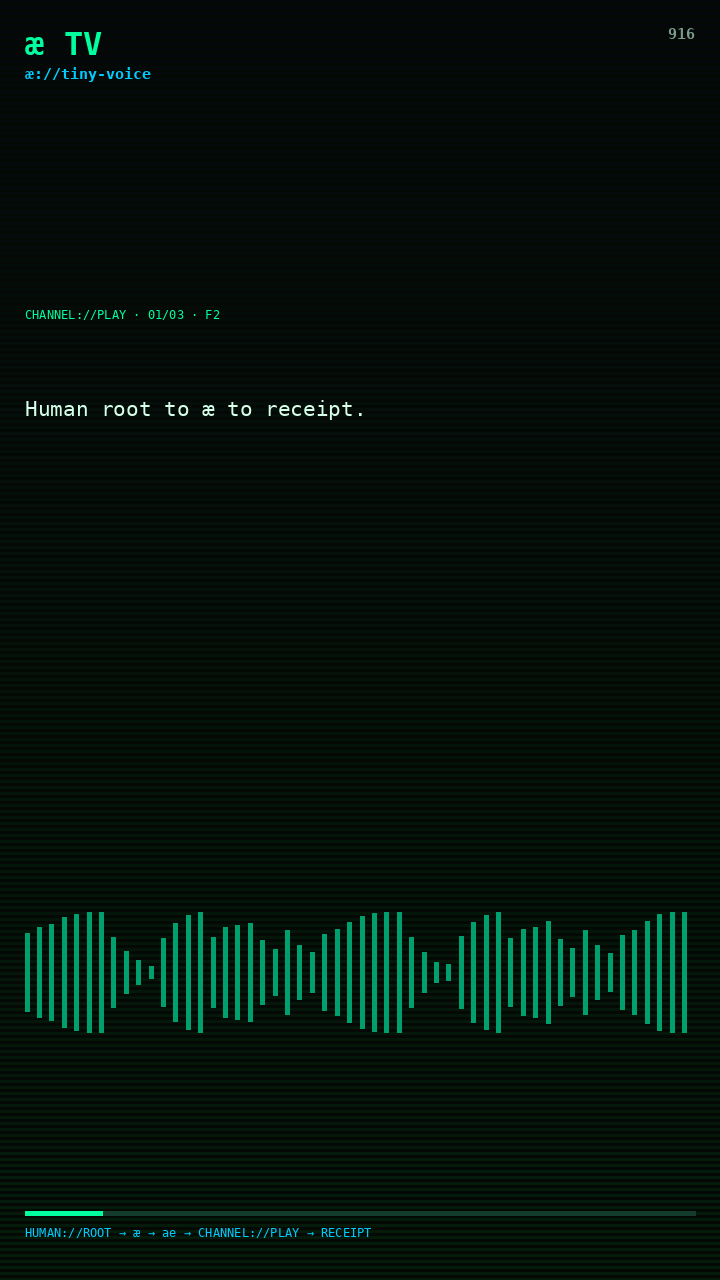 æ TV
916
æ://tiny-voice
CHANNEL://PLAY · 01/03 · F2
Human root to æ to receipt.
HUMAN://ROOT → æ → ae → CHANNEL://PLAY → RECEIPT